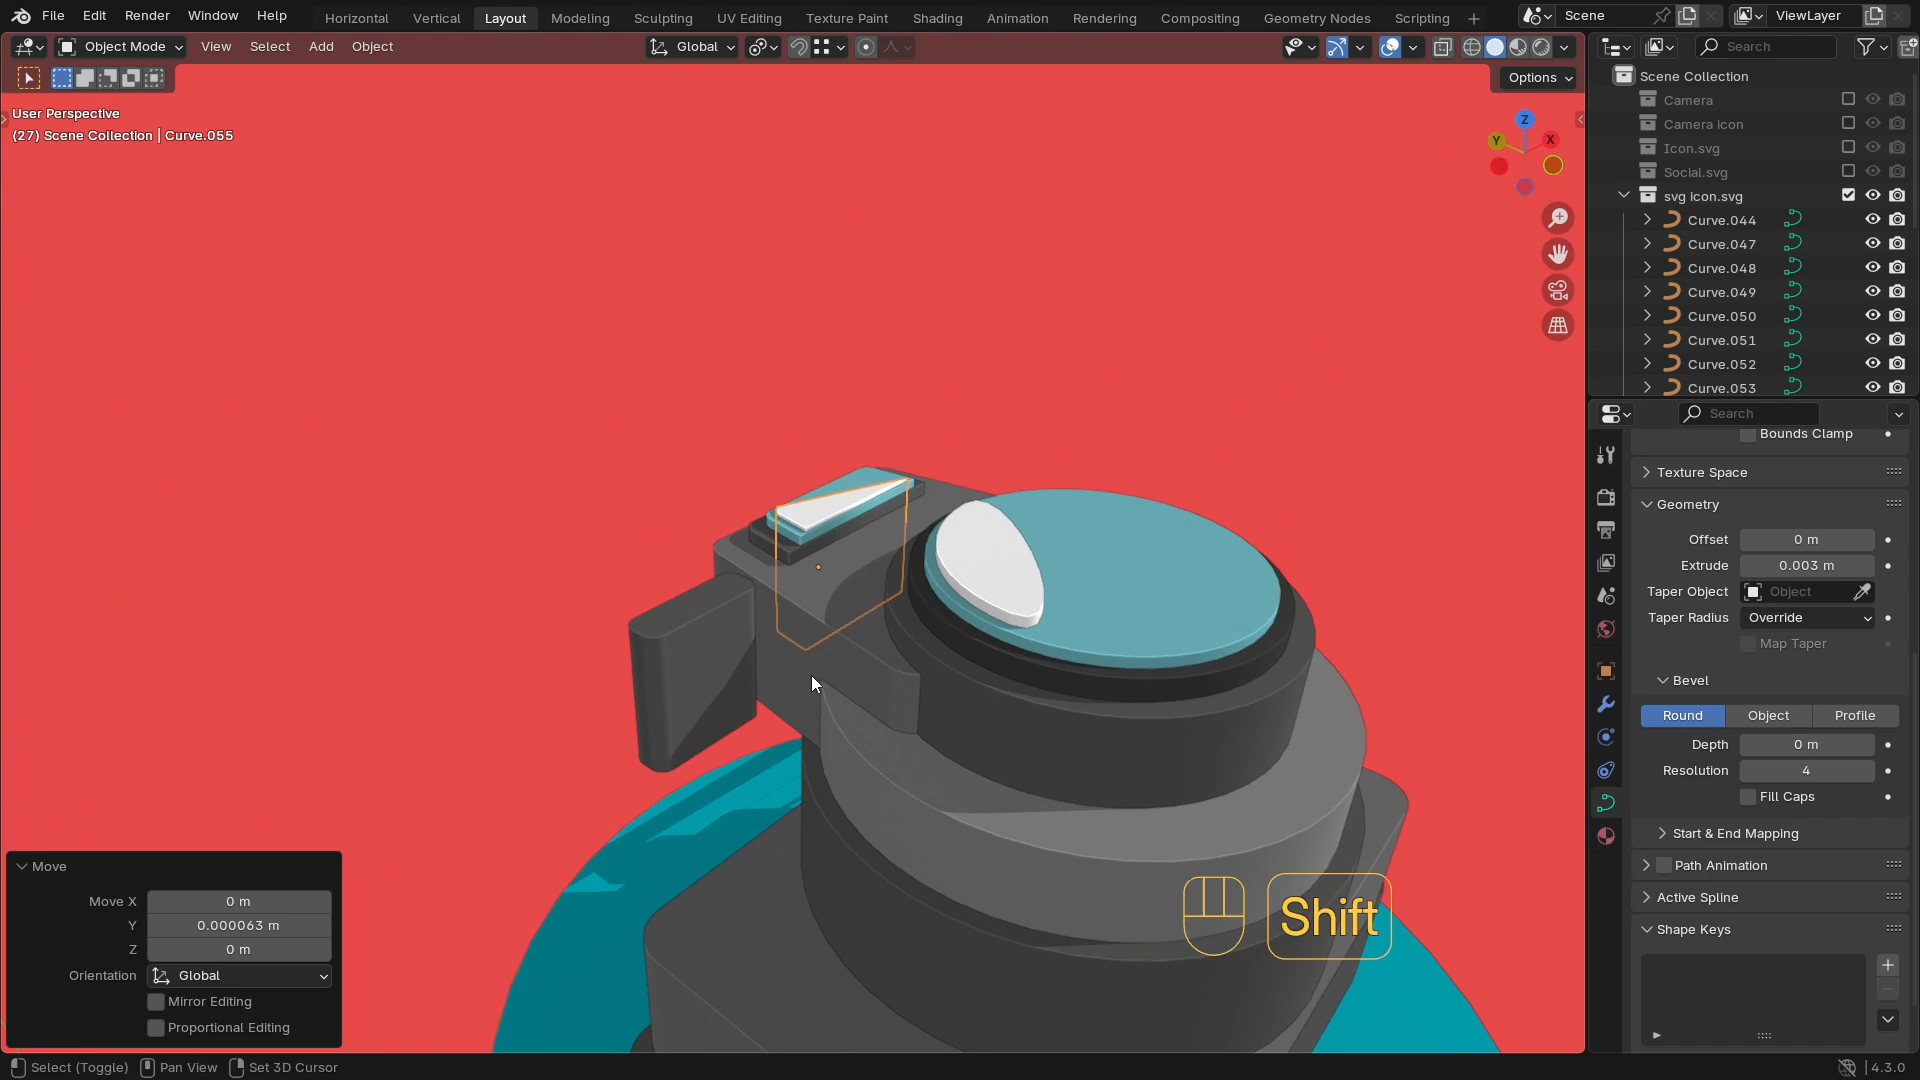 File Edit Render Window Help Horizontal Vertical Layout Modeling Sculpting UV Editing Texture Paint Shading Animation Rendering Compositing Geometry Nodes Scripting Scene ViewLayer
Object Mode View Select Add Object Global Search
Options
Scene Collection
User Perspective
(27) Scene Collection | Curve.055
Z
Y
X
Camera
Camera icon
Icon.svg
Social.svg
svg icon.svg
Curve.044
Curve.047
Curve.048
Curve.049
Curve.050
Curve.051
Curve.052
Curve.053
Search
Bounds Clamp
Texture Space
Geometry
Offset 0 m
Extrude 0.003 m
Taper Object Object
Taper Radius Override
Map Taper
Bevel
Round Object Profile
Depth 0 m
Resolution 4
Fill Caps
Start & End Mapping
Path Animation
Active Spline
Shape Keys
Move
Move X 0 m
Y 0.000063 m
Z 0 m
Orientation Global
Mirror Editing
Proportional Editing
Shift
Select (Toggle) Pan View Set 3D Cursor 4.3.0